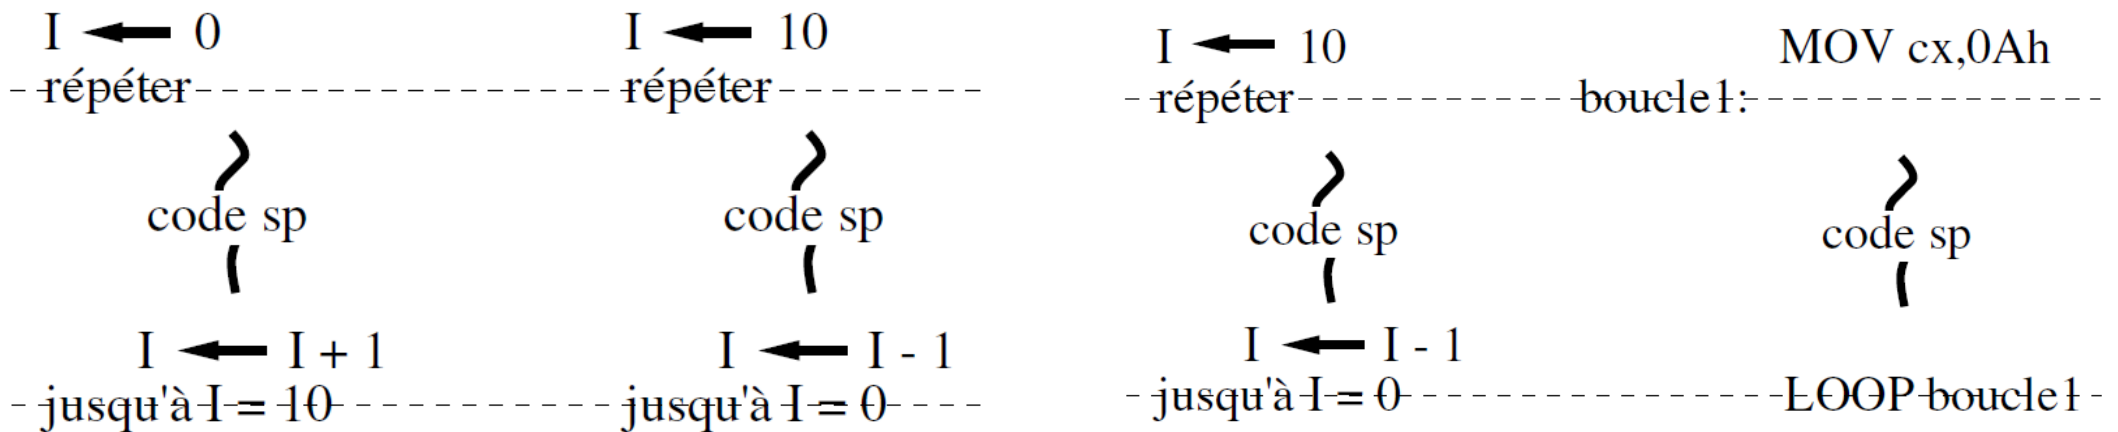 I ← 0
répéter
code sp
I ← I + 1
jusqu'à I = 10
I ← 10
répéter
code sp
I ← I - 1
jusqu'à I = 0
I ← 10
répéter
code sp
I ← I - 1
jusqu'à I = 0
MOV cx,0Ah
boucle1:
code sp
LOOP boucle1